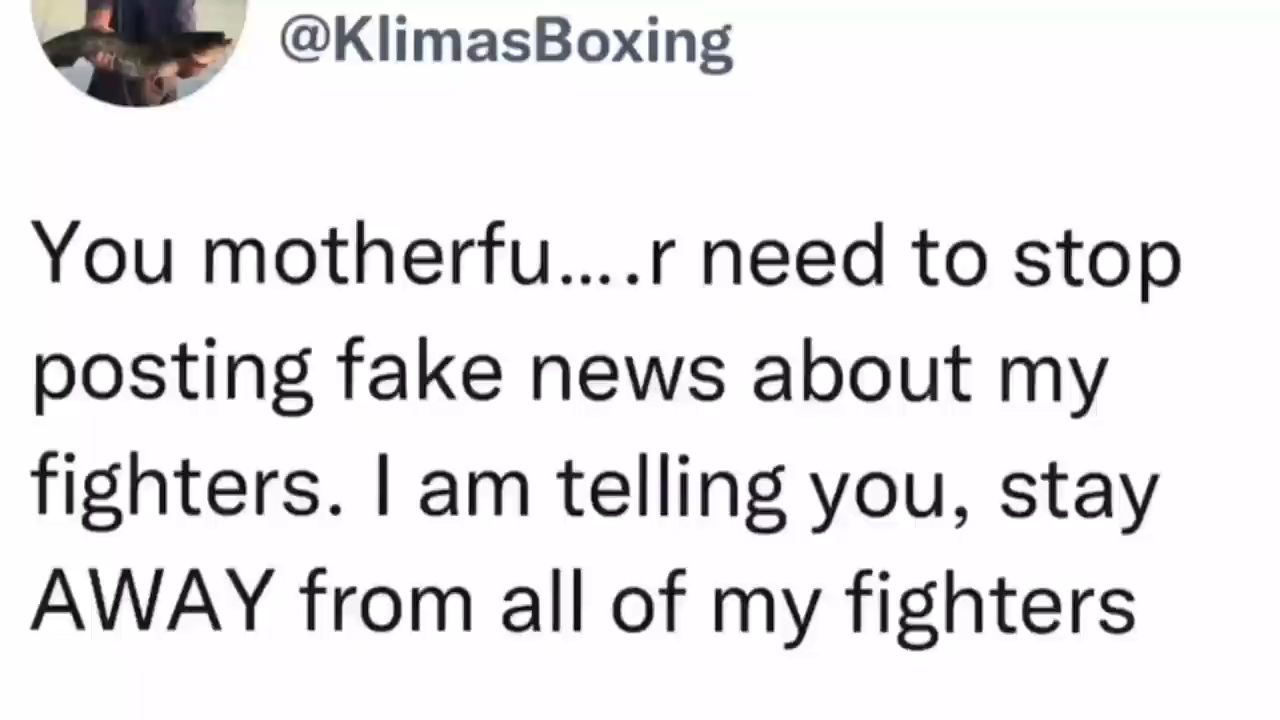 @KlimasBoxing
You motherfu....r need to stop
posting fake news about my
fighters. I am telling you, stay
AWAY from all of my fighters